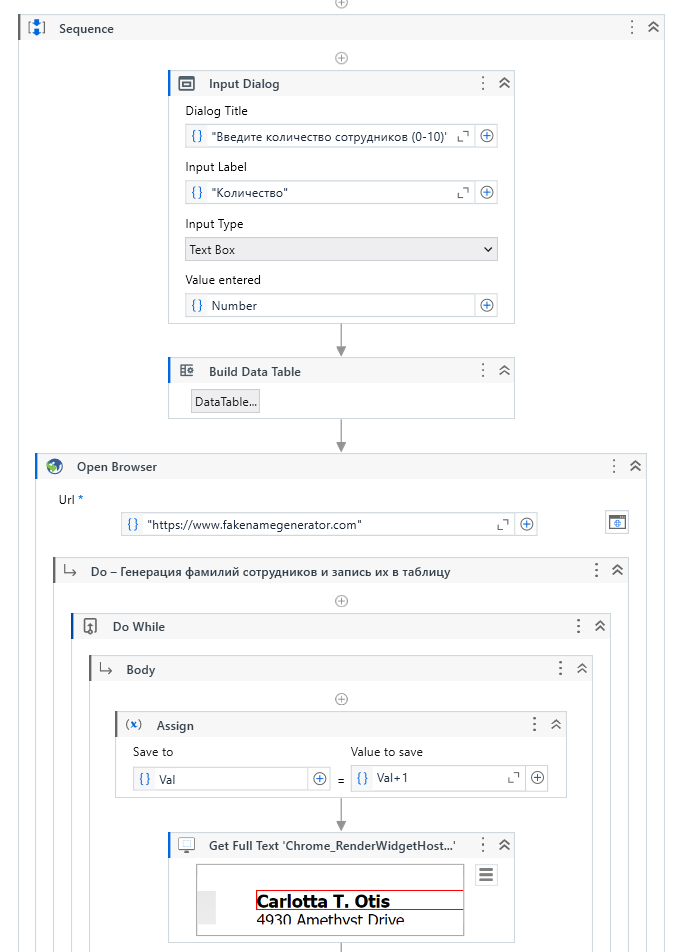 Sequence
Input Dialog
Dialog Title
"Введите количество сотрудников (0-10)"
Input Label
"Количество"
Input Type
Text Box
Value entered
Number
Build Data Table
DataTable...
Open Browser
Url *
"https://www.fakenamegenerator.com"
Do – Генерация фамилий сотрудников и запись их в таблицу
Do While
Body
Assign
Save to
Value to save
Val
=
Val+1
Get Full Text 'Chrome_RenderWidgetHost...'
Carlotta T. Otis
4930 Amethyst Drive